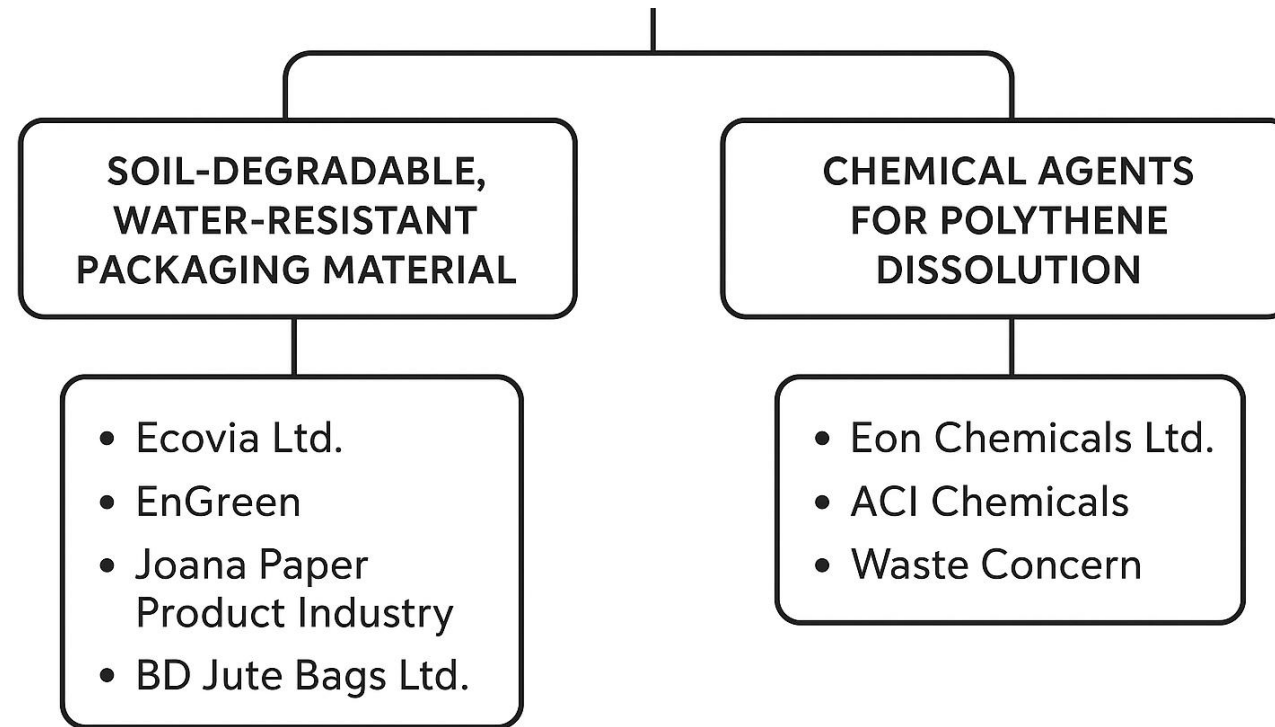 SOIL-DEGRADABLE,
WATER-RESISTANT
PACKAGING MATERIAL
• Ecovia Ltd.
• EnGreen
• Joana Paper
Product Industry
• BD Jute Bags Ltd.
CHEMICAL AGENTS
FOR POLYTHENE
DISSOLUTION
• Eon Chemicals Ltd.
• ACI Chemicals
• Waste Concern